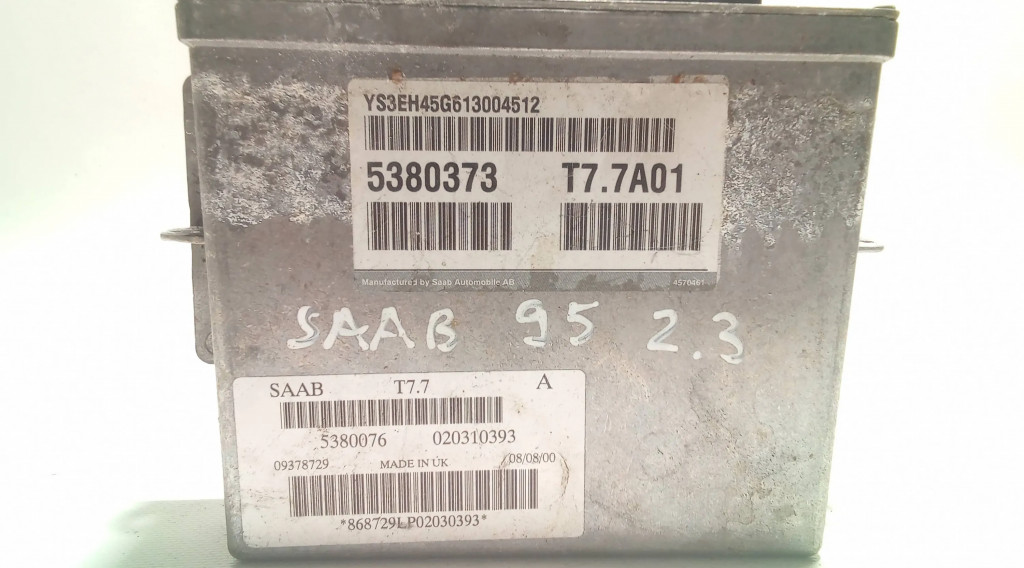 YS3EH45G613004512
5380373 T7.7A01
Manufactured by Saab Automobile AB 4570461
SAAB 95 2.3
SAAB T7.7 A
5380076 020310393
09378729 MADE IN UK 08/08/00
*868729LP02030393*